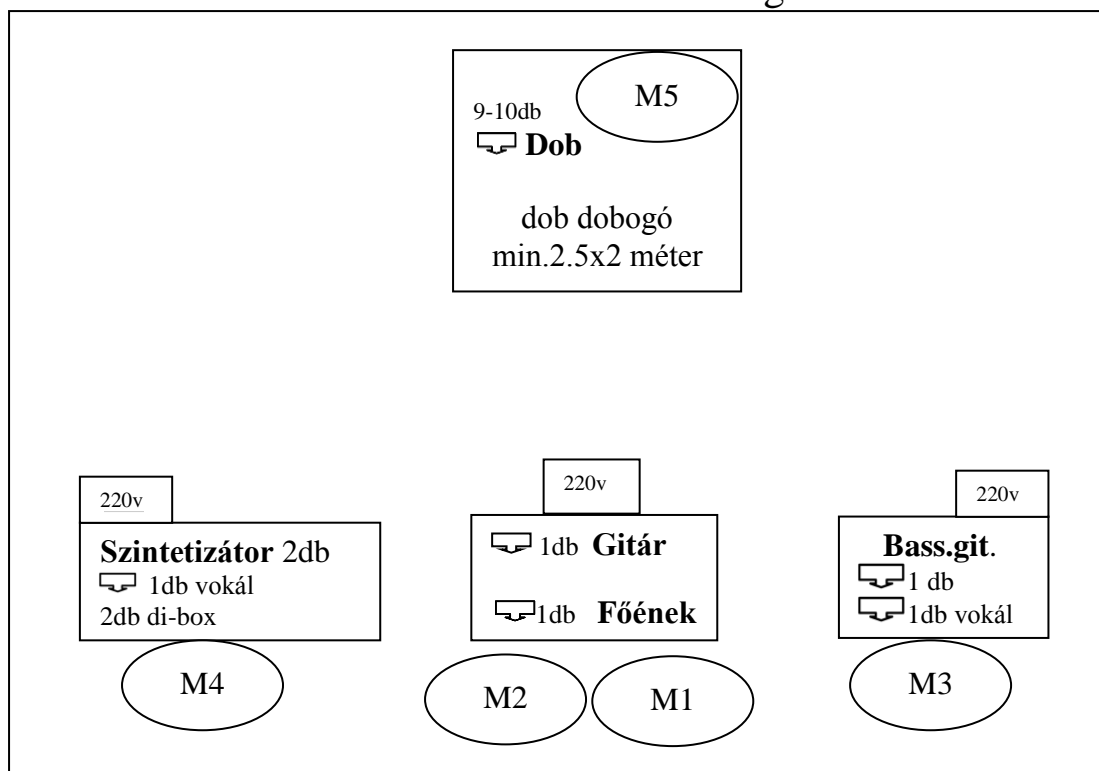 M5
9-10db
Dob
dob dobogó
min.2.5x2 méter
220v
Szintetizátor 2db
1db vokál
2db di-box
M4
220v
1db Gitár
1db Főének
M2
M1
220v
Bass.git.
1 db
1db vokál
M3